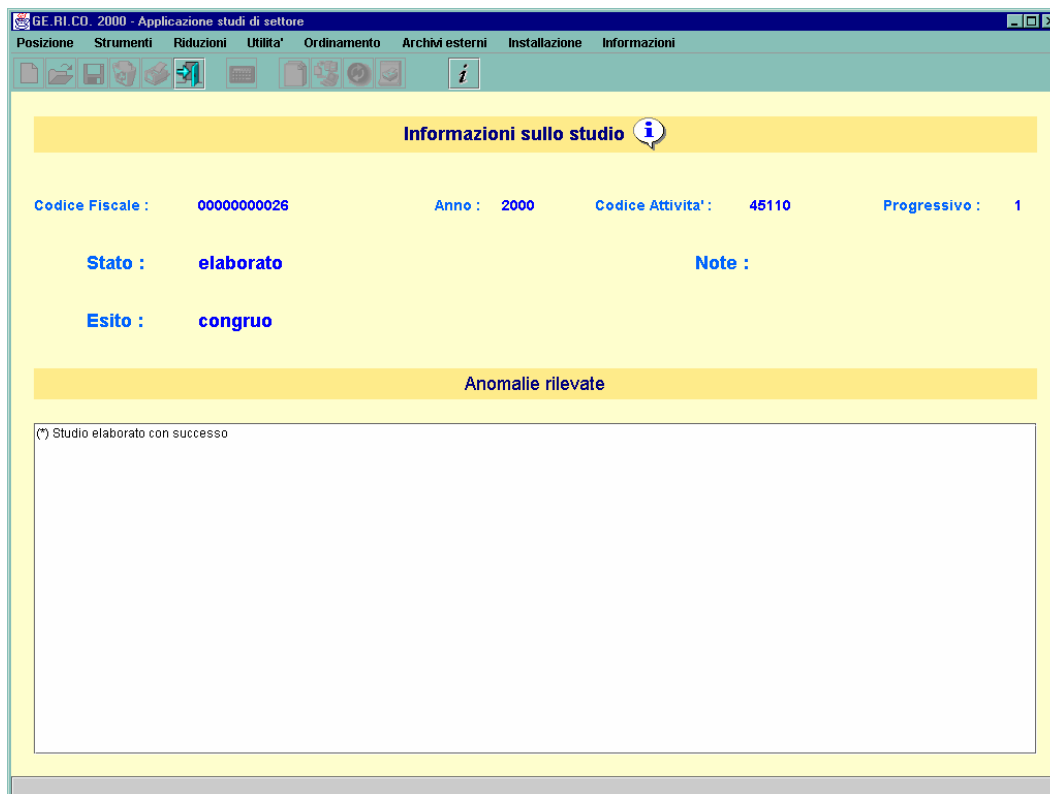 GE.RI.CO. 2000 - Applicazione studi di settore
Posizione Strumenti Riduzioni Utilita' Ordinamento Archivi esterni Installazione Informazioni
i
Informazioni sullo studio i
Codice Fiscale : 00000000026 Anno : 2000 Codice Attivita' : 45110 Progressivo : 1
Stato : elaborato Note :
Esito : congruo
Anomalie rilevate
(*) Studio elaborato con successo